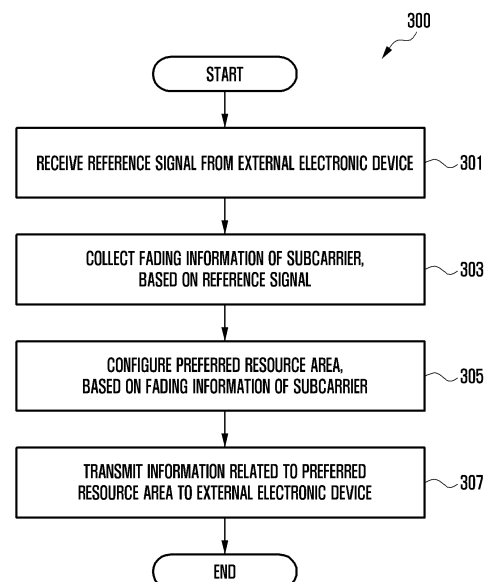 300
START
RECEIVE REFERENCE SIGNAL FROM EXTERNAL ELECTRONIC DEVICE
301
COLLECT FADING INFORMATION OF SUBCARRIER,
BASED ON REFERENCE SIGNAL
303
CONFIGURE PREFERRED RESOURCE AREA,
BASED ON FADING INFORMATION OF SUBCARRIER
305
TRANSMIT INFORMATION RELATED TO PREFERRED
RESOURCE AREA TO EXTERNAL ELECTRONIC DEVICE
307
END